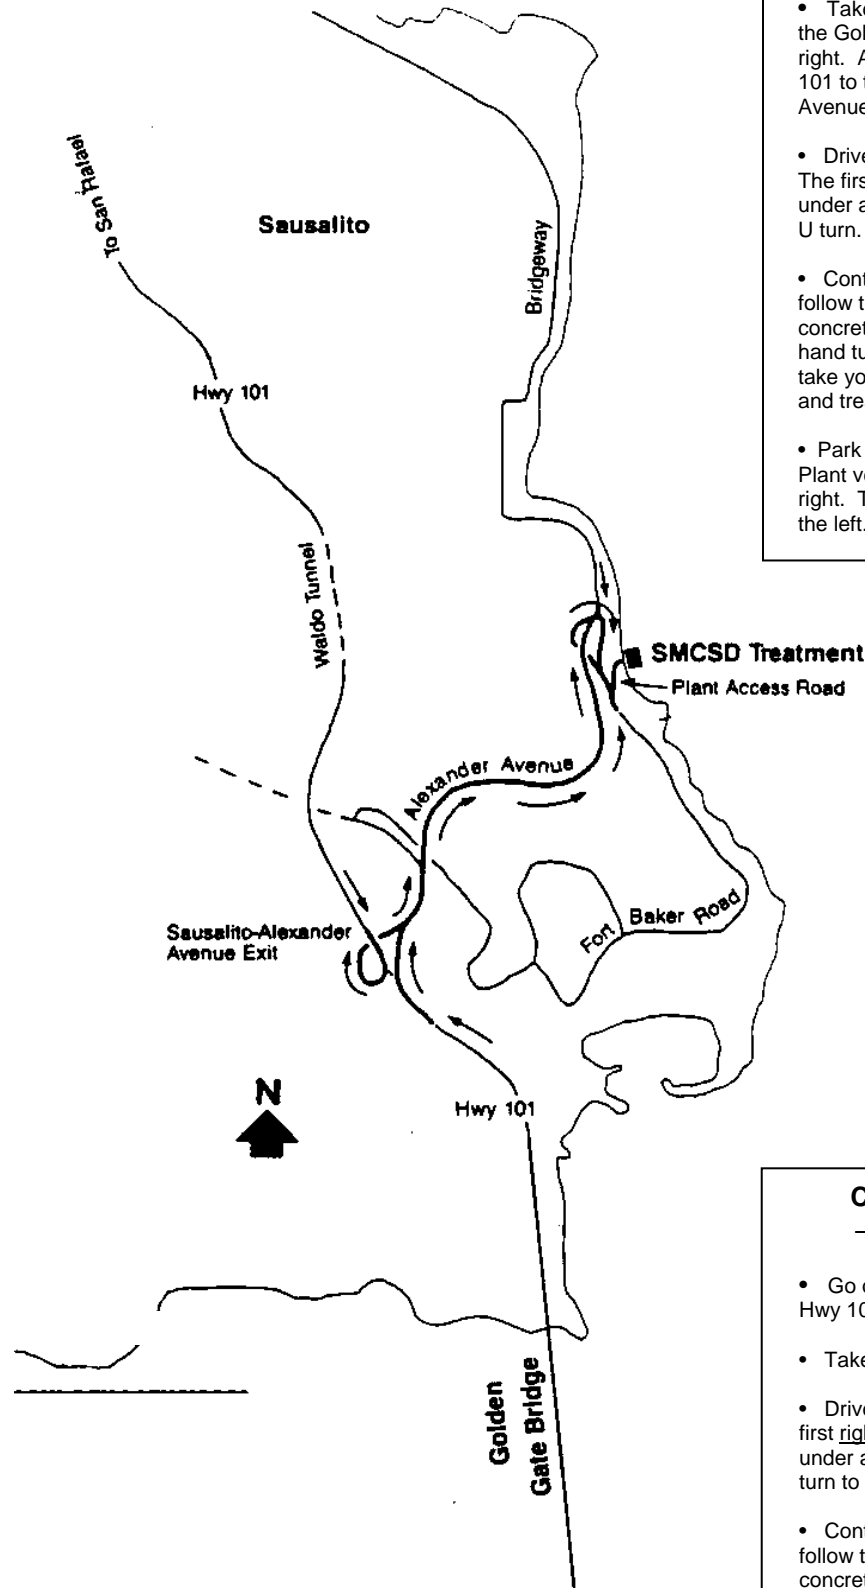 • Take
the Gol
right. A
101 to t
Avenue
• Drive
The firs
under a
U turn.
• Cont
follow t
concret
hand tu
take yo
and tre
• Park
Plant ve
right. T
the left.
To San Rafael
Sausalito
Bridgeway
Hwy 101
Waldo Tunnel
SMCSD Treatment
Plant Access Road
Alexander Avenue
Sausalito-Alexander
Avenue Exit
Fort Baker Road
N
Hwy 101
Golden
Gate Bridge
C
• Go o
Hwy 10
• Take
• Drive
first righ
under a
turn to
• Cont
follow t
concret